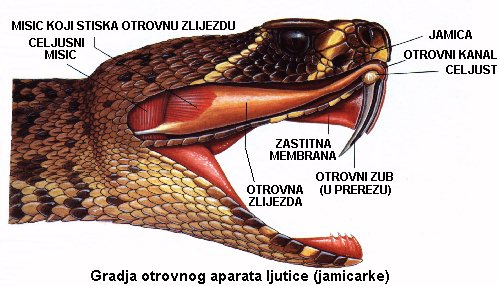 MISIC KOJI STISKA OTROVNU ZLIJEZDU
CELJUSNI
MISIC
JAMICA
OTROVNI KANAL
CELJUST
ZASTITNA
MEMBRANA
OTROVNA
ZLIJEZDA
OTROVNI ZUB
(U PREREZU)
Gradja otrovnog aparata ljutice (jamicarke)